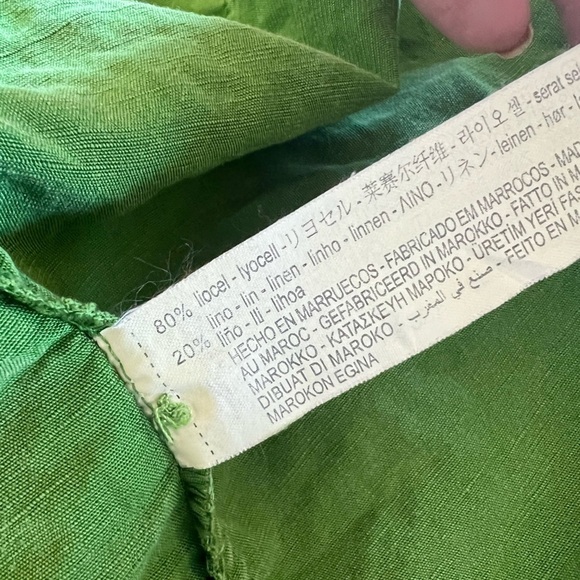 80% liocel - lyocell - リヨセル - 莱赛尔纤维 - 라이오셀 - serat sel
20% lino - lin - linen - linho - linnen - ΛΙΝΟ - リネン - leinen - hør -
liño - lli - lihoa
HECHO EN MARRUECOS - FABRICADO EM MARROCOS - MAD
AU MAROC - GEFABRICEERD IN MAROKKO - FATTO IN M
MAROKKO - ΚΑΤΑΣΚΕΥΗ ΜΑΡΟΚΟ - ÜRETİM YERİ FA
DIBUAT DI MAROKO - صنع في المغرب - FEITO EN M
MAROKON EGINA